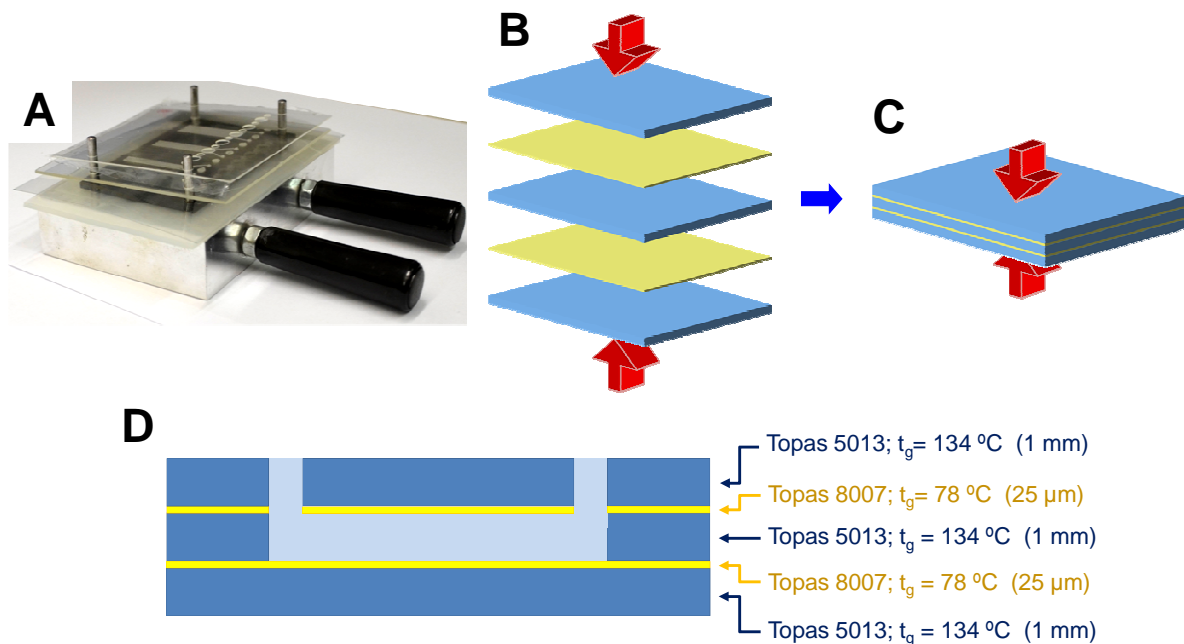 A
B
C
D
Topas 5013; tg= 134 ºC (1 mm)
Topas 8007; tg= 78 ºC (25 µm)
Topas 5013; tg = 134 ºC (1 mm)
Topas 8007; tg = 78 ºC (25 µm)
Topas 5013; tg = 134 ºC (1 mm)